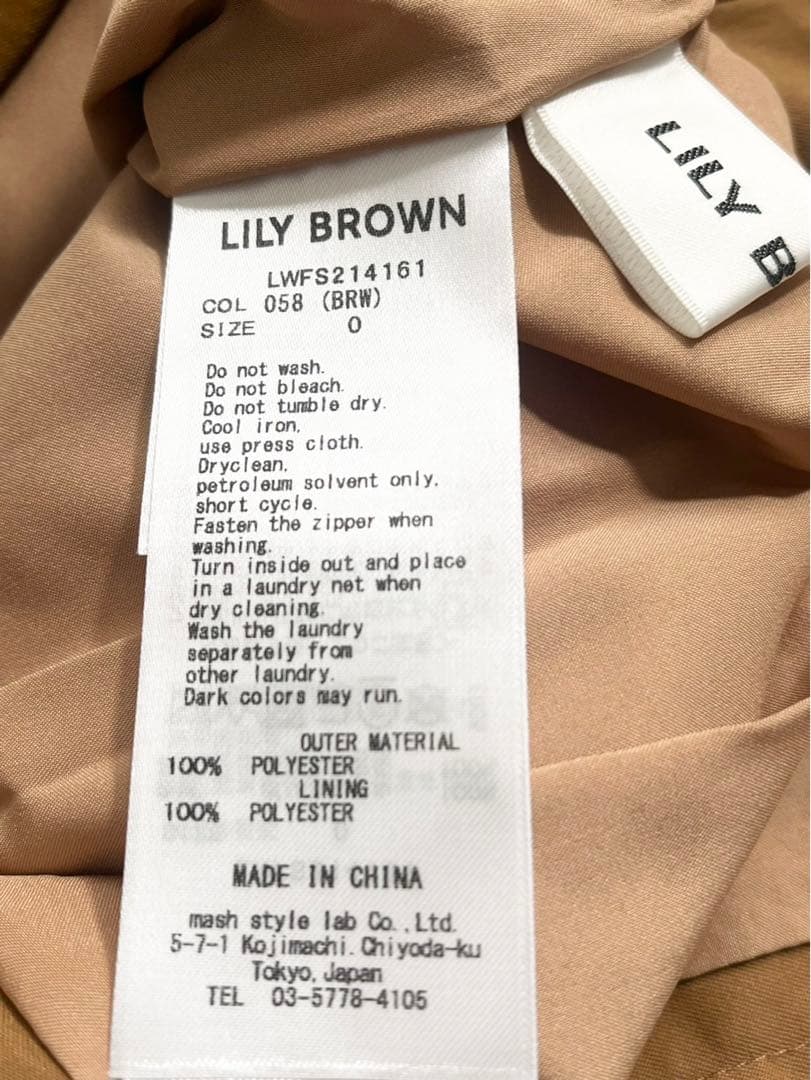 LILY BROWN
LWFS214161
COL 058 (BRW)
SIZE 0
Do not wash.
Do not bleach.
Do not tumble dry.
Cool iron,
use press cloth.
Dryclean,
petroleum solvent only,
short cycle.
Fasten the zipper when
washing.
Turn inside out and place
in a laundry net when
dry cleaning.
Wash the laundry
separately from
other laundry.
Dark colors may run.
OUTER MATERIAL
100% POLYESTER
LINING
100% POLYESTER
MADE IN CHINA
mash style lab Co.,Ltd.
5-7-1 Kojimachi.Chiyoda-ku
Tokyo,Japan
TEL 03-5778-4105
LILY B